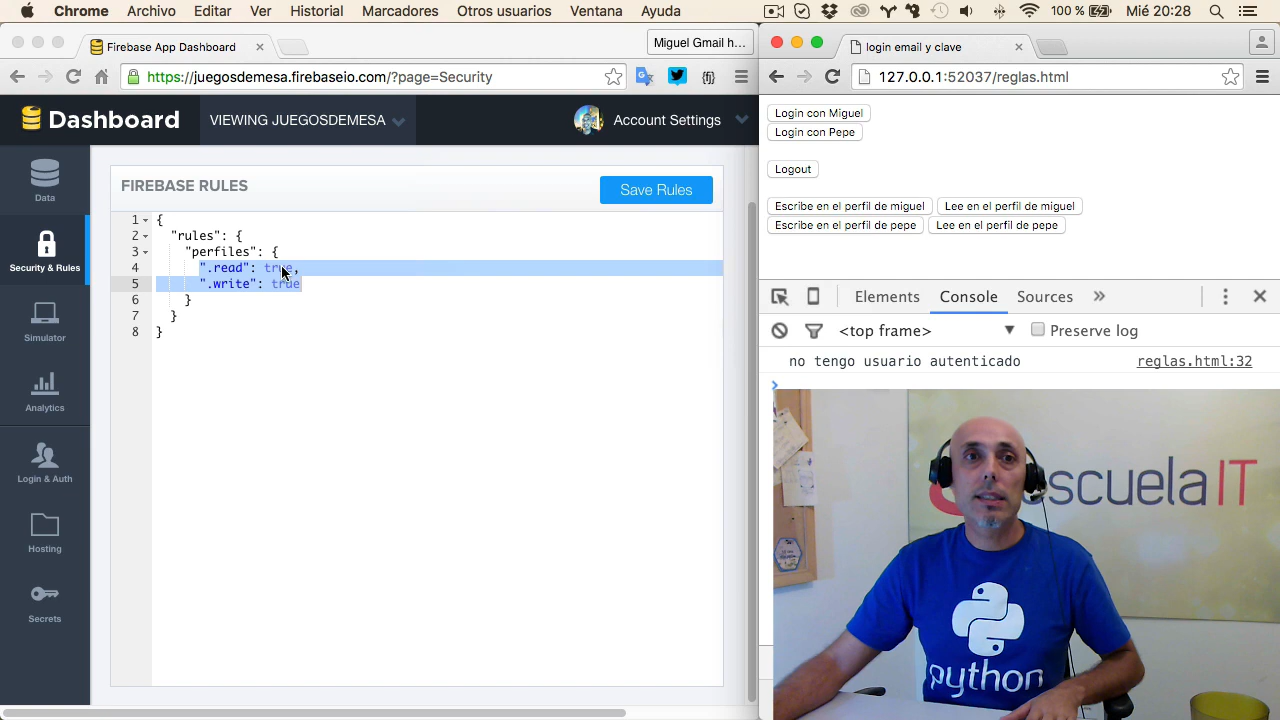 Chrome Archivo Editar Ver Historial Marcadores Otros usuarios Ventana Ayuda 100 % Mié 20:28
Firebase App Dashboard
Miguel Gmail h...
https://juegosdemesa.firebaseio.com/?page=Security
Dashboard
VIEWING JUEGOSDEMESA
Account Settings
Data
Security & Rules
Simulator
Analytics
Login & Auth
Hosting
Secrets
FIREBASE RULES
Save Rules
1 {
2 "rules": {
3 "perfiles": {
4 ".read": true,
5 ".write": true
6 }
7 }
8 }
login email y clave
127.0.0.1:52037/reglas.html
Login con Miguel
Login con Pepe
Logout
Escribe en el perfil de miguel Lee en el perfil de miguel
Escribe en el perfil de pepe Lee en el perfil de pepe
Elements Console Sources
<top frame> Preserve log
no tengo usuario autenticado reglas.html:32
escuelaIT
python